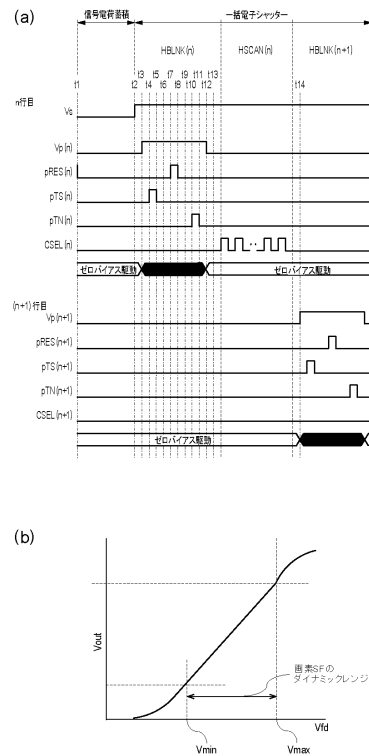 (a)
信号電荷蓄積
一括電子シャッター
HBLNK(n)
HSCAN(n)
HBLNK(n+1)
t1
t2
t3
t4
t5
t6
t7
t8
t9
t10
t11
t12
t13
t14
n行目
Vs
Vp(n)
pRES(n)
pTS(n)
pTN(n)
CSEL(n)
ゼロバイアス駆動
ゼロバイアス駆動
(n+1)行目
Vp(n+1)
pRES(n+1)
pTS(n+1)
pTN(n+1)
CSEL(n+1)
ゼロバイアス駆動
(b)
Vout
画素SFの
ダイナミックレンジ
Vfd
Vmin
Vmax